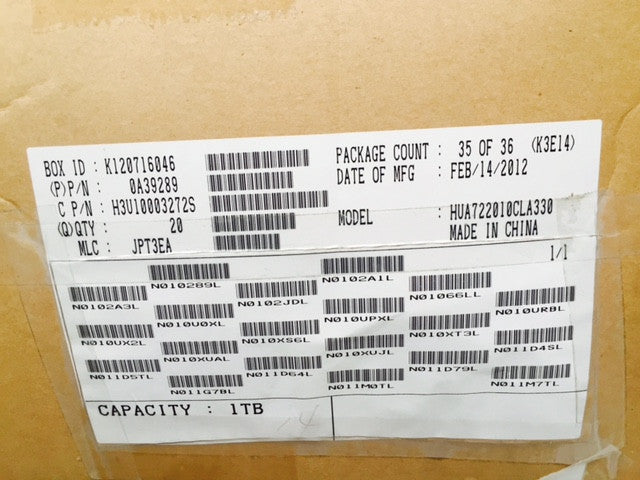 BOX ID : K120716046
PACKAGE COUNT : 35 OF 36 (K3E14)
(P)P/N : 0A39289
DATE OF MFG : FEB/14/2012
C P/N : H3U10003272S
(Q)QTY : 20
MODEL : HUA722010CLA330
MLC : JPT3EA
MADE IN CHINA
1/1
N010289L
N0102A1L
N0102A3L
N0102JDL
N01066LL
N010U0XL
N010UPXL
N010URBL
N010UX2L
N010XS6L
N010XT3L
N010XUAL
N010XUJL
N011D4SL
N011D5TL
N011D64L
N011D79L
N011G7BL
N011M0TL
N011M7TL
CAPACITY : 1TB